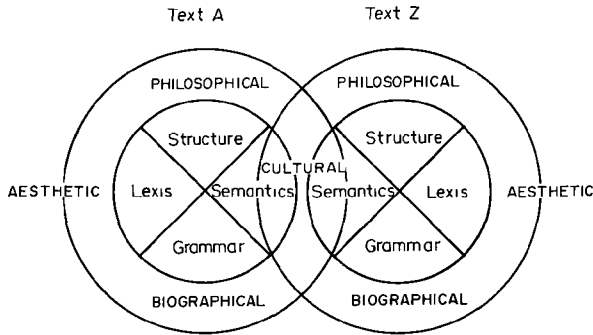 Text A Text Z
PHILOSOPHICAL PHILOSOPHICAL
Structure Structure
CULTURAL
AESTHETIC Lexis Semantics Semantics Lexis AESTHETIC
Grammar Grammar
BIOGRAPHICAL BIOGRAPHICAL